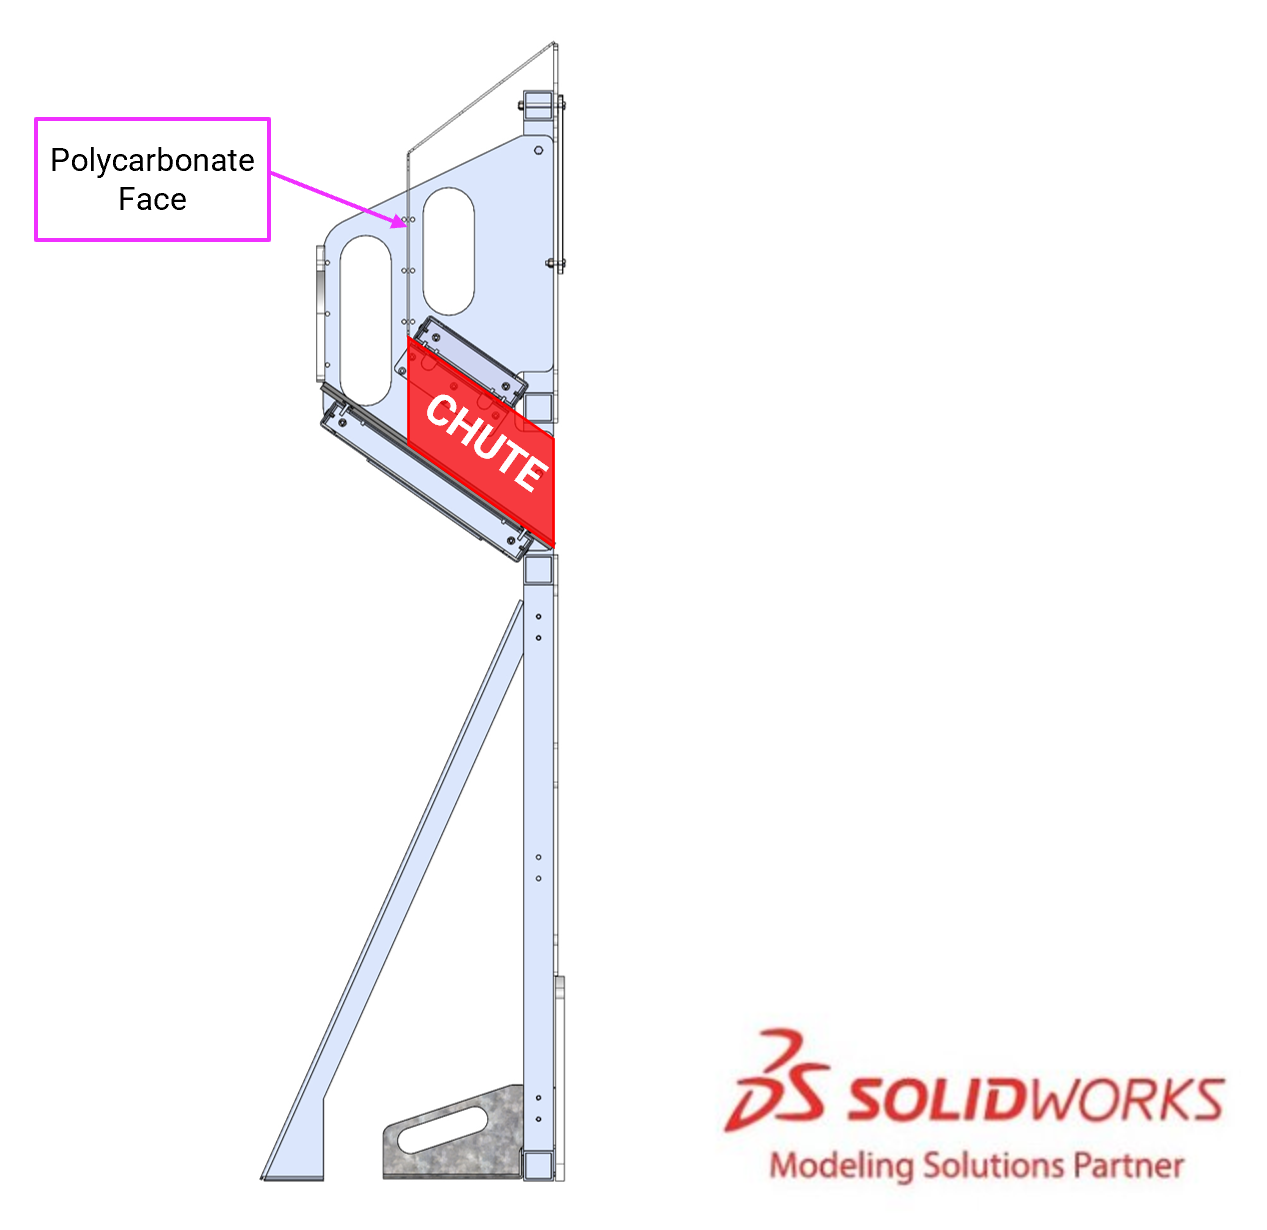 Polycarbonate
Face
CHUTE
SOLIDWORKS
Modeling Solutions Partner